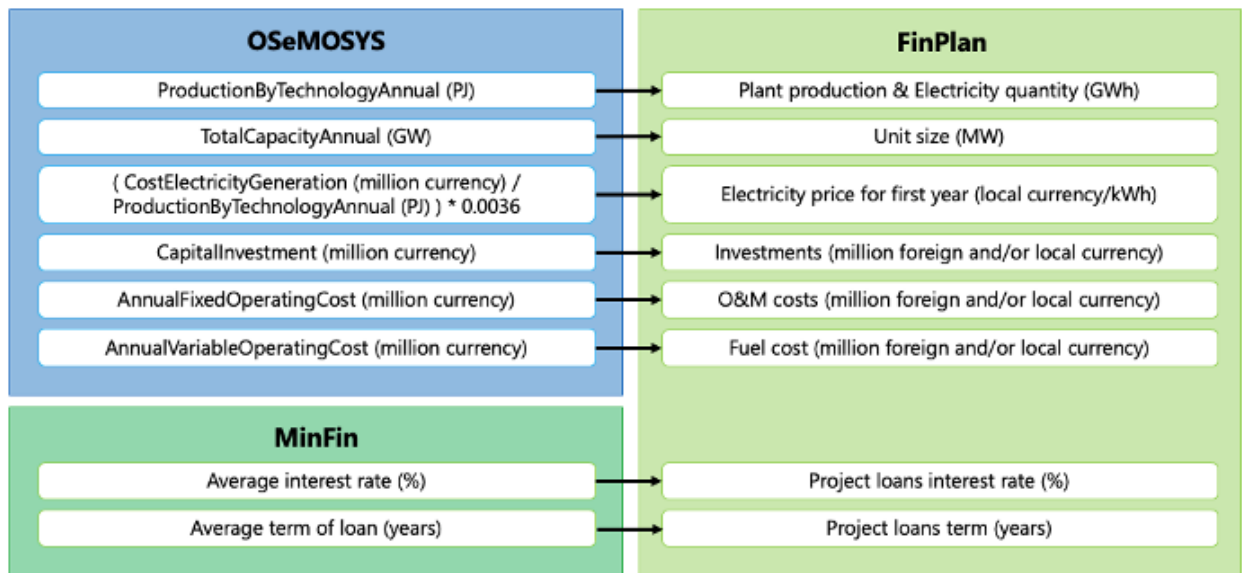 OSeMOSYS
FinPlan
ProductionByTechnologyAnnual (PJ)
Plant production & Electricity quantity (GWh)
TotalCapacityAnnual (GW)
Unit size (MW)
( CostElectricityGeneration (million currency) /
ProductionByTechnologyAnnual (PJ) ) * 0.0036
Electricity price for first year (local currency/kWh)
CapitalInvestment (million currency)
Investments (million foreign and/or local currency)
AnnualFixedOperatingCost (million currency)
O&M costs (million foreign and/or local currency)
AnnualVariableOperatingCost (million currency)
Fuel cost (million foreign and/or local currency)
MinFin
Average interest rate (%)
Project loans interest rate (%)
Average term of loan (years)
Project loans term (years)